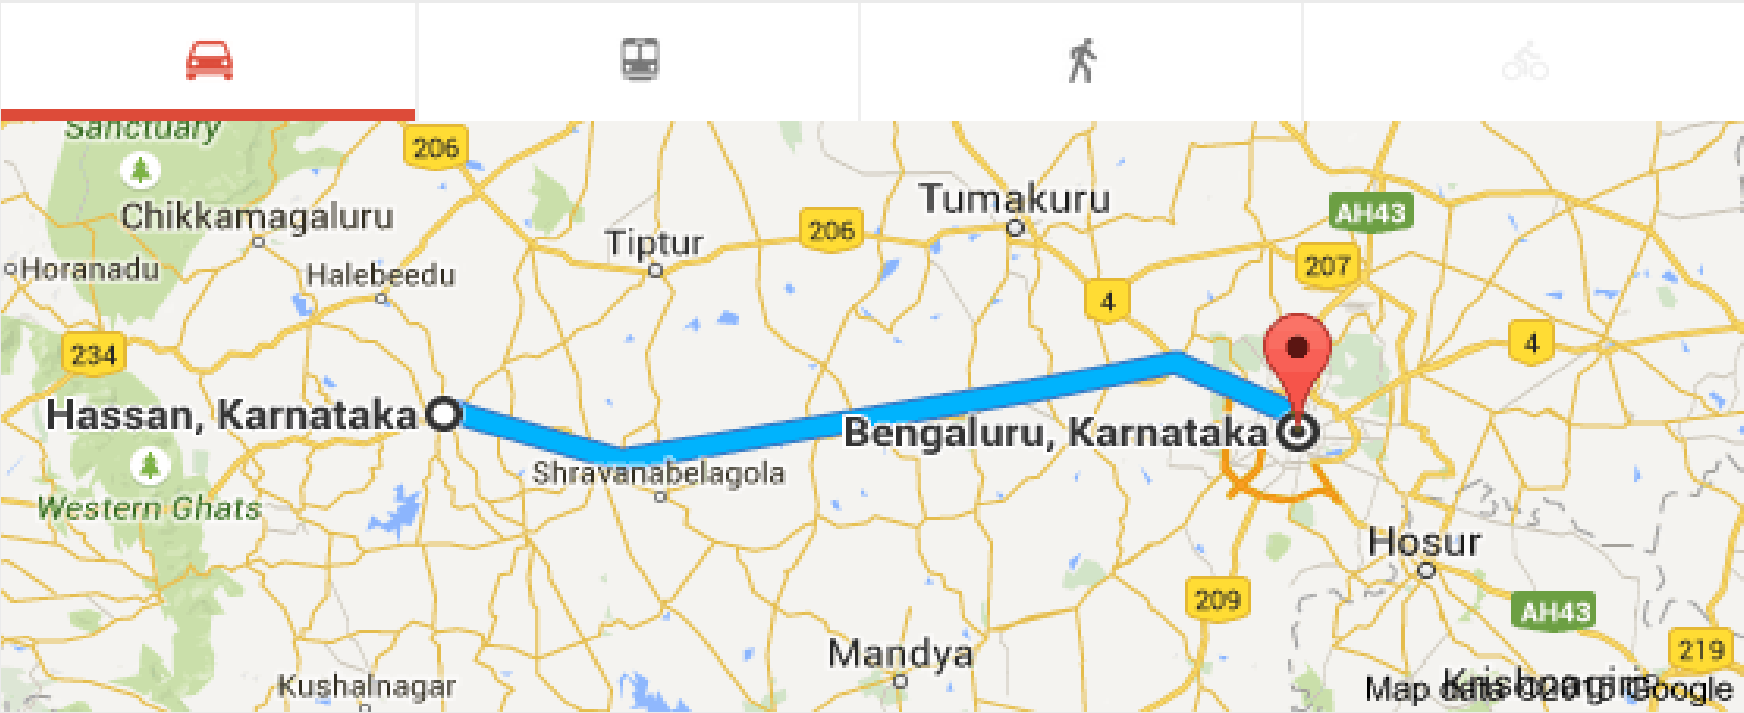 Sanctuary
206
Chikkamagaluru
Tumakuru
AH43
206
Tiptur
Horanadu
Halebeedu
207
4
234
4
Hassan, Karnataka
Bengaluru, Karnataka
Shravanabelagola
Western Ghats
Hosur
209
AH43
Mandya
219
Kushalnagar
Krishnagiri
Map data Google